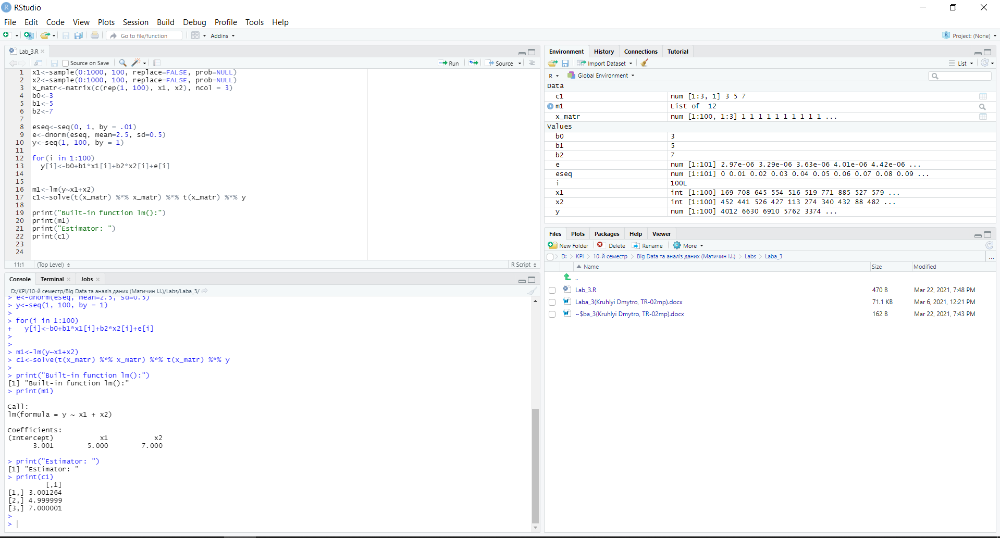 RStudio
File Edit Code View Plots Session Build Debug Profile Tools Help
Go to file/function Addins Project: (None)
Lab_3.R
Source on Save Run Source
1 x1<-sample(0:1000, 100, replace=FALSE, prob=NULL)
2 x2<-sample(0:1000, 100, replace=FALSE, prob=NULL)
3 x_matr<-matrix(c(rep(1, 100), x1, x2), ncol = 3)
4 b0<-3
5 b1<-5
6 b2<-7
7
8 eseq<-seq(0, 1, by = .01)
9 e<-dnorm(eseq, mean=2.5, sd=0.5)
10 y<-seq(1, 100, by = 1)
11
12 for(i in 1:100)
13 y[i]<-b0+b1*x1[i]+b2*x2[i]+e[i]
14
15
16 m1<-lm(y~x1+x2)
17 c1<-solve(t(x_matr) %*% x_matr) %*% t(x_matr) %*% y
18
19 print("Built-in function lm():")
20 print(m1)
21 print("Estimator: ")
22 print(c1)
23
24
11:1 (Top Level) R Script
Console Terminal Jobs
D:/KPI/10-й семестр/Big Data та аналіз даних (Матичин І.І.)/Labs/Laba_3/
> e<-dnorm(eseq, mean=2.5, sd=0.5)
> y<-seq(1, 100, by = 1)
>
> for(i in 1:100)
+ y[i]<-b0+b1*x1[i]+b2*x2[i]+e[i]
>
>
> m1<-lm(y~x1+x2)
> c1<-solve(t(x_matr) %*% x_matr) %*% t(x_matr) %*% y
>
> print("Built-in function lm():")
[1] "Built-in function lm():"
> print(m1)
Call:
lm(formula = y ~ x1 + x2)
Coefficients:
(Intercept) x1 x2
3.001 5.000 7.000
> print("Estimator: ")
[1] "Estimator: "
> print(c1)
[,1]
[1,] 3.001264
[2,] 4.999999
[3,] 7.000001
>
>
Environment History Connections Tutorial
Import Dataset List
R Global Environment
Data
c1 num [1:3, 1] 3 5 7
m1 List of 12
x_matr num [1:100, 1:3] 1 1 1 1 1 1 1 1 1 1 ...
Values
b0 3
b1 5
b2 7
e num [1:101] 2.97e-06 3.29e-06 3.63e-06 4.01e-06 4.42e-06 ...
eseq num [1:101] 0 0.01 0.02 0.03 0.04 0.05 0.06 0.07 0.08 0.09 ...
i 100L
x1 int [1:100] 169 708 645 554 516 519 771 885 527 579 ...
x2 int [1:100] 452 441 526 427 113 274 340 432 88 482 ...
y num [1:100] 4012 6630 6910 5762 3374 ...
Files Plots Packages Help Viewer
New Folder Delete Rename More
D: KPI 10-й семестр Big Data та аналіз даних (Матичин І.І.) Labs Laba_3 ...
Name Size Modified
..
Lab_3.R 470 B Mar 22, 2021, 7:48 PM
Laba_3(Kruhlyi Dmytro, TR-02mp).docx 71.1 KB Mar 6, 2021, 12:21 PM
~$ba_3(Kruhlyi Dmytro, TR-02mp).docx 162 B Mar 22, 2021, 7:43 PM